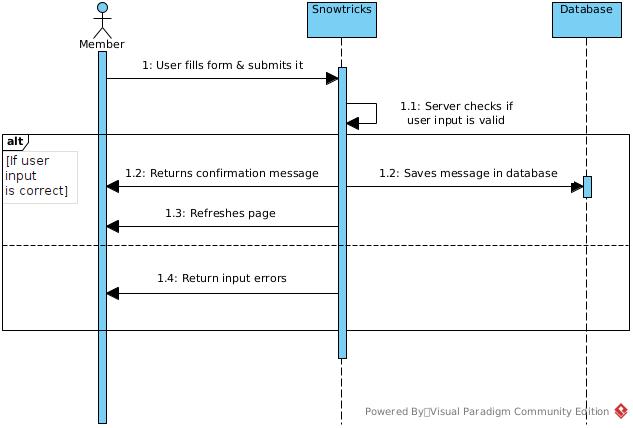 Snowtricks
Database
Member
1: User fills form & submits it
1.1: Server checks if
user input is valid
alt
[If user
input
is correct]
1.2: Returns confirmation message
1.2: Saves message in database
1.3: Refreshes page
1.4: Return input errors
Powered By Visual Paradigm Community Edition